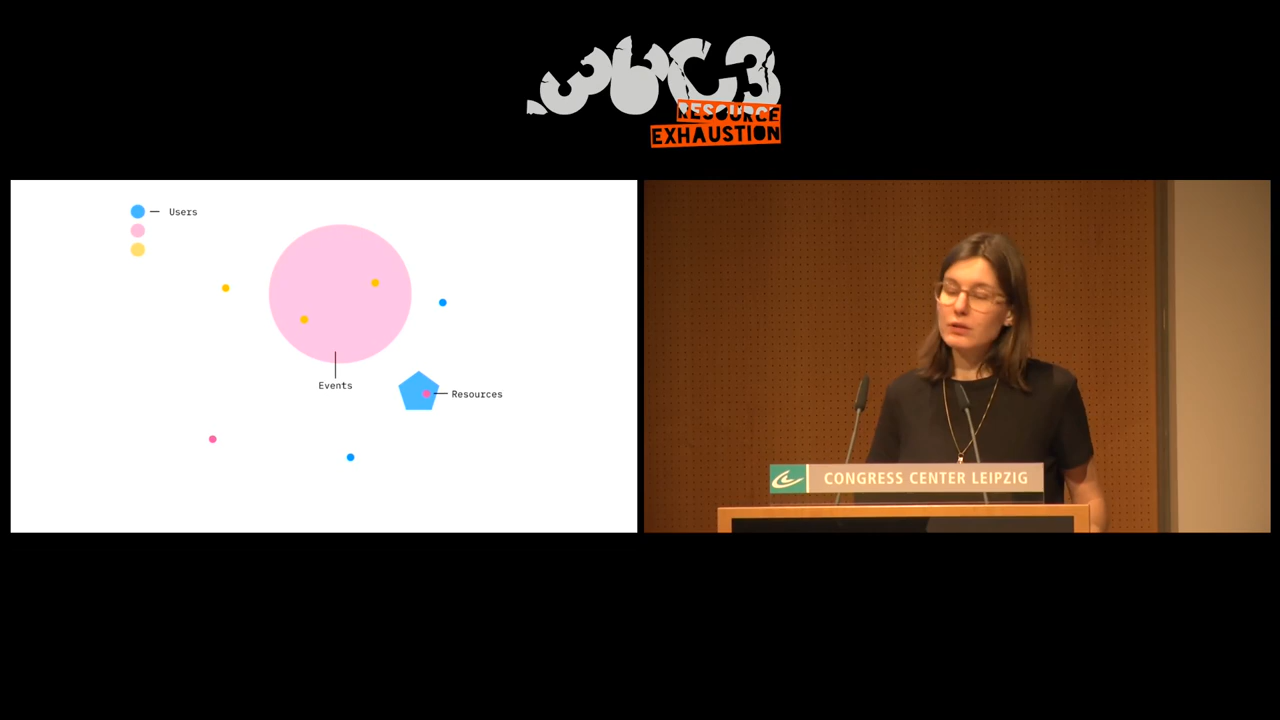 36C3
RESOURCE
EXHAUSTION
Users
Events
Resources
CONGRESS CENTER LEIPZIG